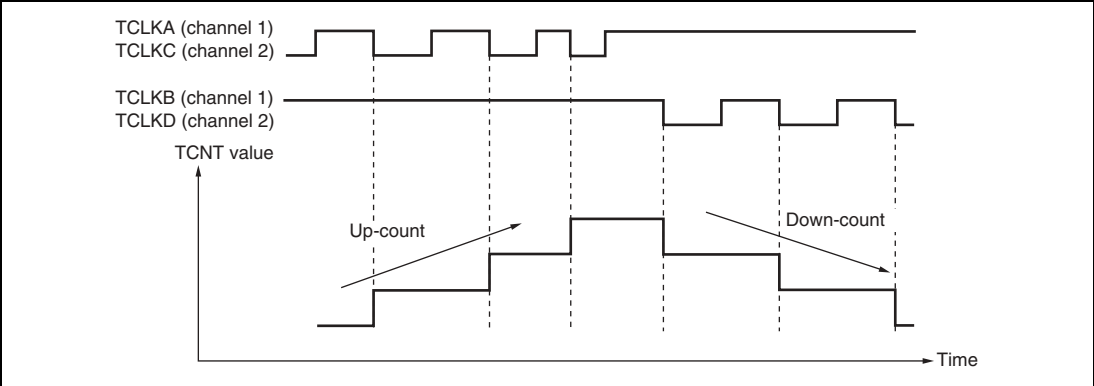 TCLKA (channel 1)
TCLKC (channel 2)
TCLKB (channel 1)
TCLKD (channel 2)
TCNT value
Up-count
Down-count
Time